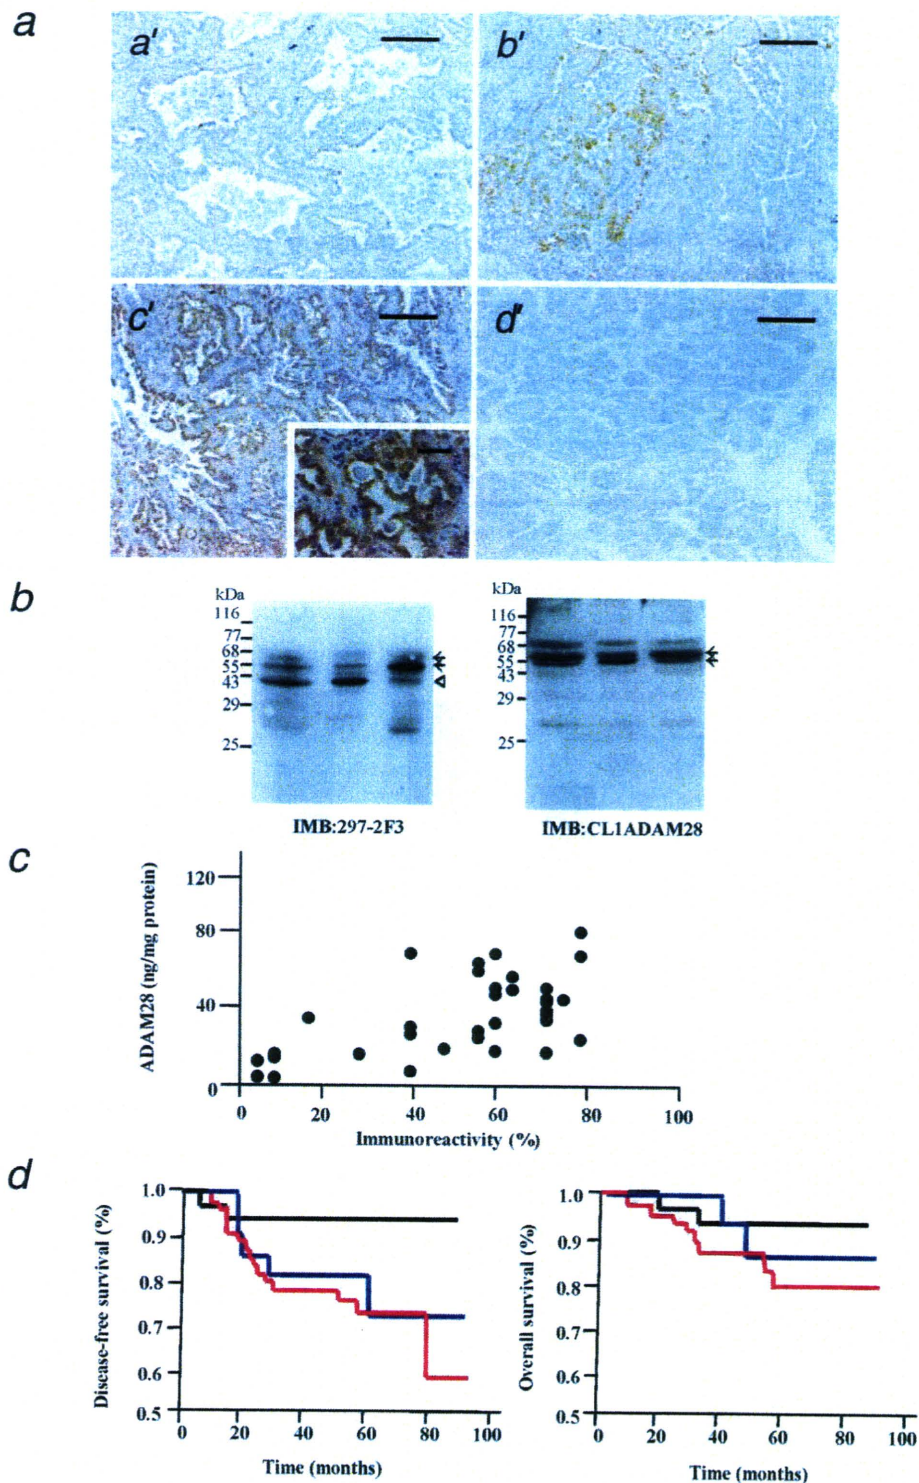 a
a' b'
c' d'
b
kDa
116
77
68
55
43
29
25
IMB:297-2F3
kDa
116
77
68
55
43
29
25
IMB:CL1ADAM28
c
ADAM28 (ng/mg protein)
120
80
40
0
0 20 40 60 80 100
Immunoreactivity (%)
d
Disease-free survival (%)
1.0
0.9
0.8
0.7
0.6
0.5
0 20 40 60 80 100
Time (months)
Overall survival (%)
1.0
0.9
0.8
0.7
0.6
0.5
0 20 40 60 80 100
Time (months)